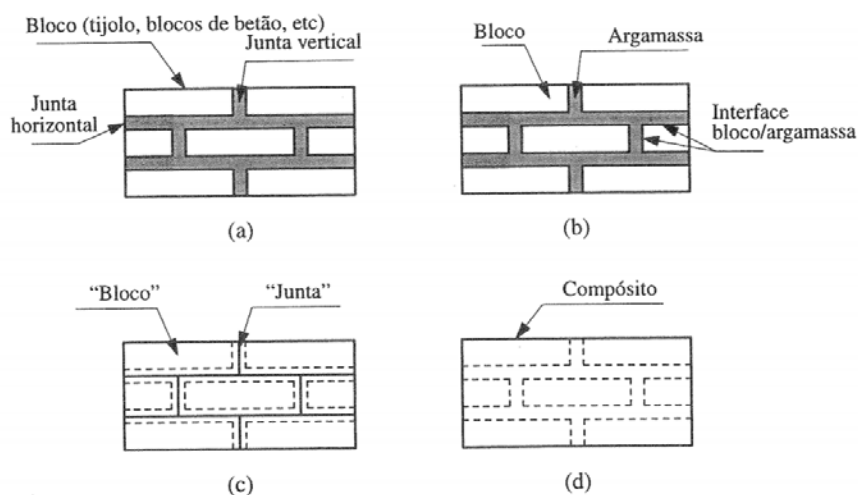 Bloco (tijolo, blocos de betão, etc)
Junta vertical
Junta
horizontal
(a)
Bloco
Argamassa
Interface
bloco/argamassa
(b)
“Bloco”
“Junta”
(c)
Compósito
(d)